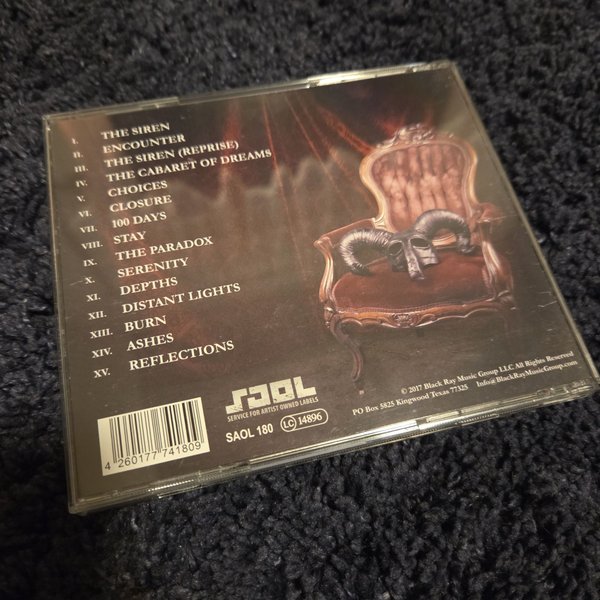 I. THE SIREN
II. ENCOUNTER
III. THE SIREN (REPRISE)
IV. THE CABARET OF DREAMS
V. CHOICES
VI. CLOSURE
VII. 100 DAYS
VIII. STAY
IX. THE PARADOX
X. SERENITY
XI. DEPTHS
XII. DISTANT LIGHTS
XIII. BURN
XIV. ASHES
XV. REFLECTIONS
© 2017 Black Ray Music Group LLC All Rights Reserved
PO Box 5825 Kingwood Texas 77325 Info@BlackRayMusicGroup.com
SAOL
SERVICE FOR ARTIST OWNED LABELS
SAOL 180 LC 14896
4 260177 741809